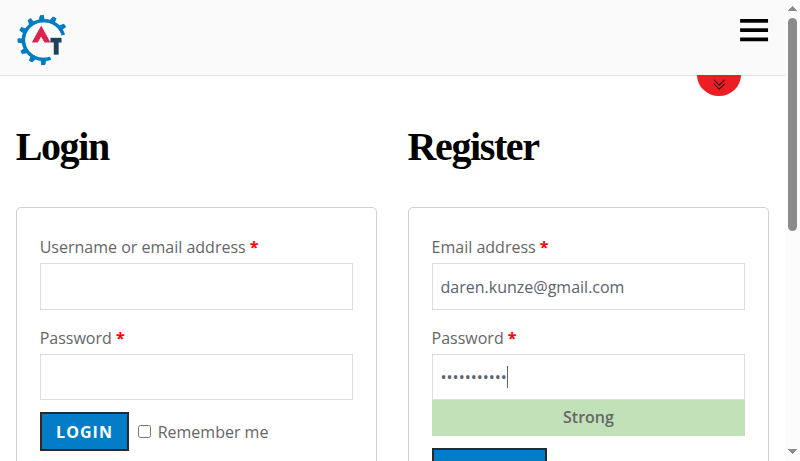 AT
Login
Username or email address *
Password *
LOGIN
Remember me
Register
Email address *
daren.kunze@gmail.com
Password *
•••••••••••
Strong